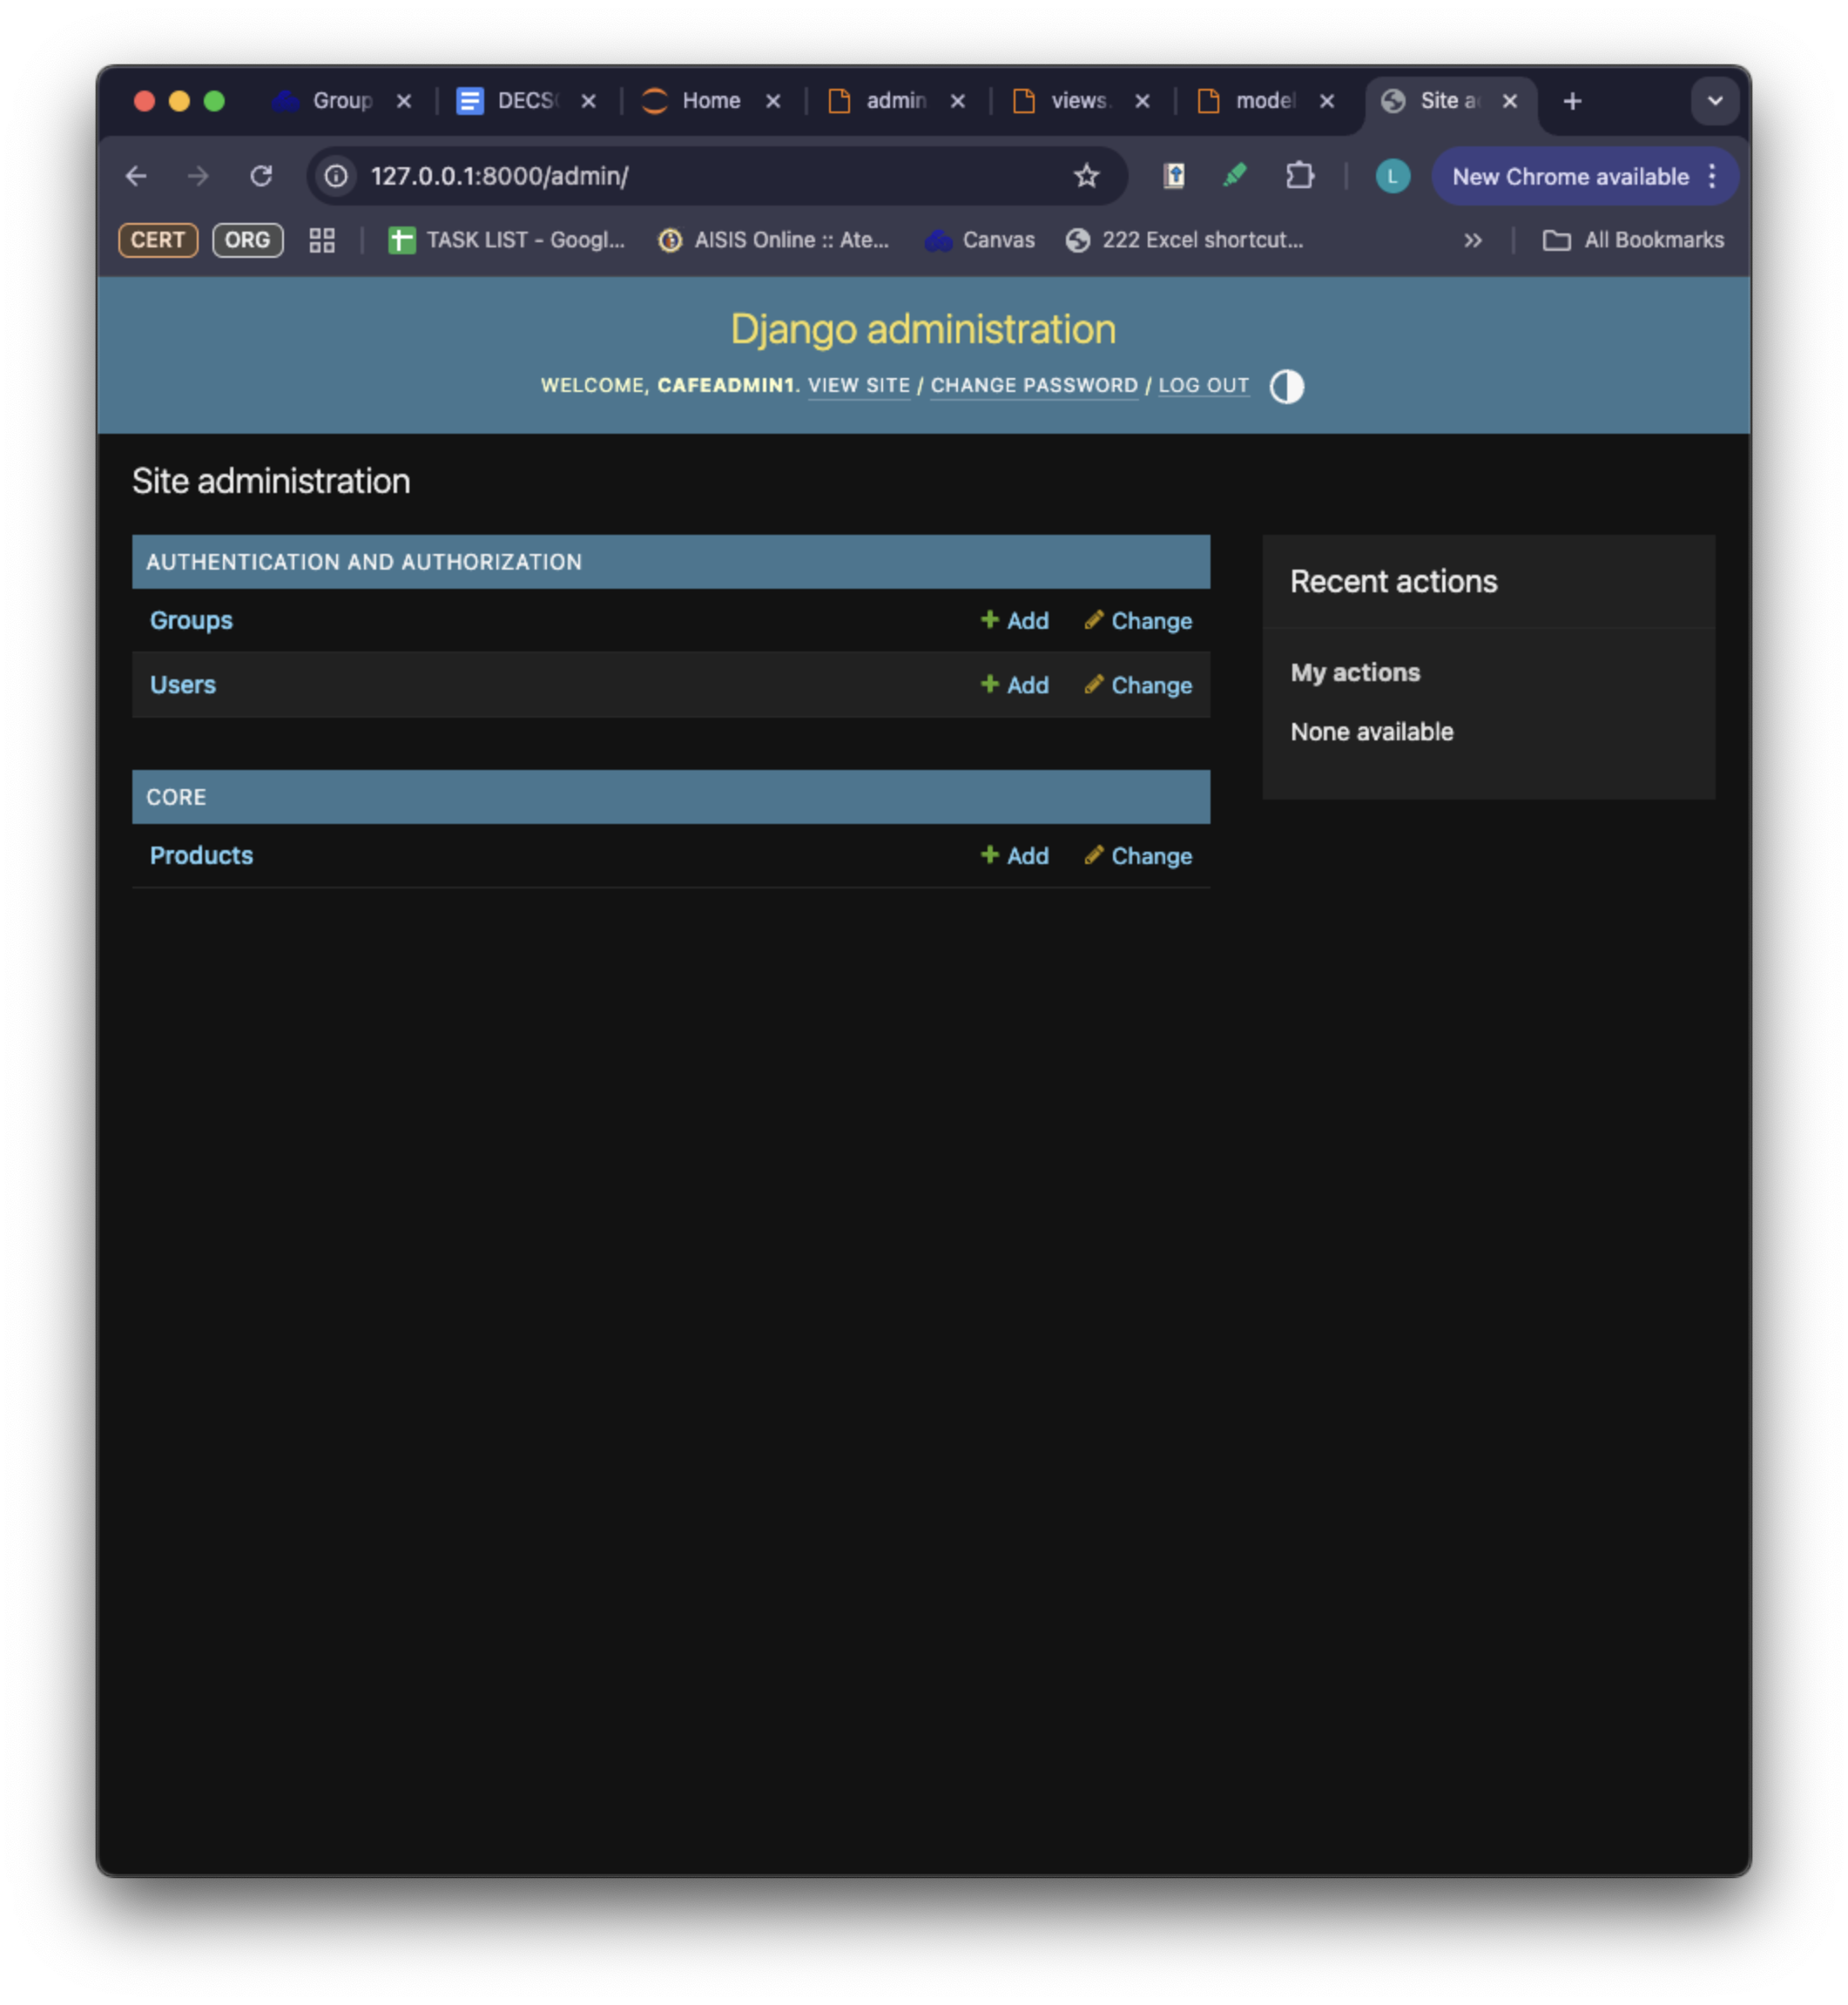 Group DECS Home admin views. model Site a
127.0.0.1:8000/admin/ L New Chrome available
CERT ORG TASK LIST - Googl... AISIS Online :: Ate... Canvas 222 Excel shortcut... All Bookmarks
Django administration
WELCOME, CAFEADMIN1. VIEW SITE / CHANGE PASSWORD / LOG OUT
Site administration
AUTHENTICATION AND AUTHORIZATION
Groups Add Change
Users Add Change
CORE
Products Add Change
Recent actions
My actions
None available